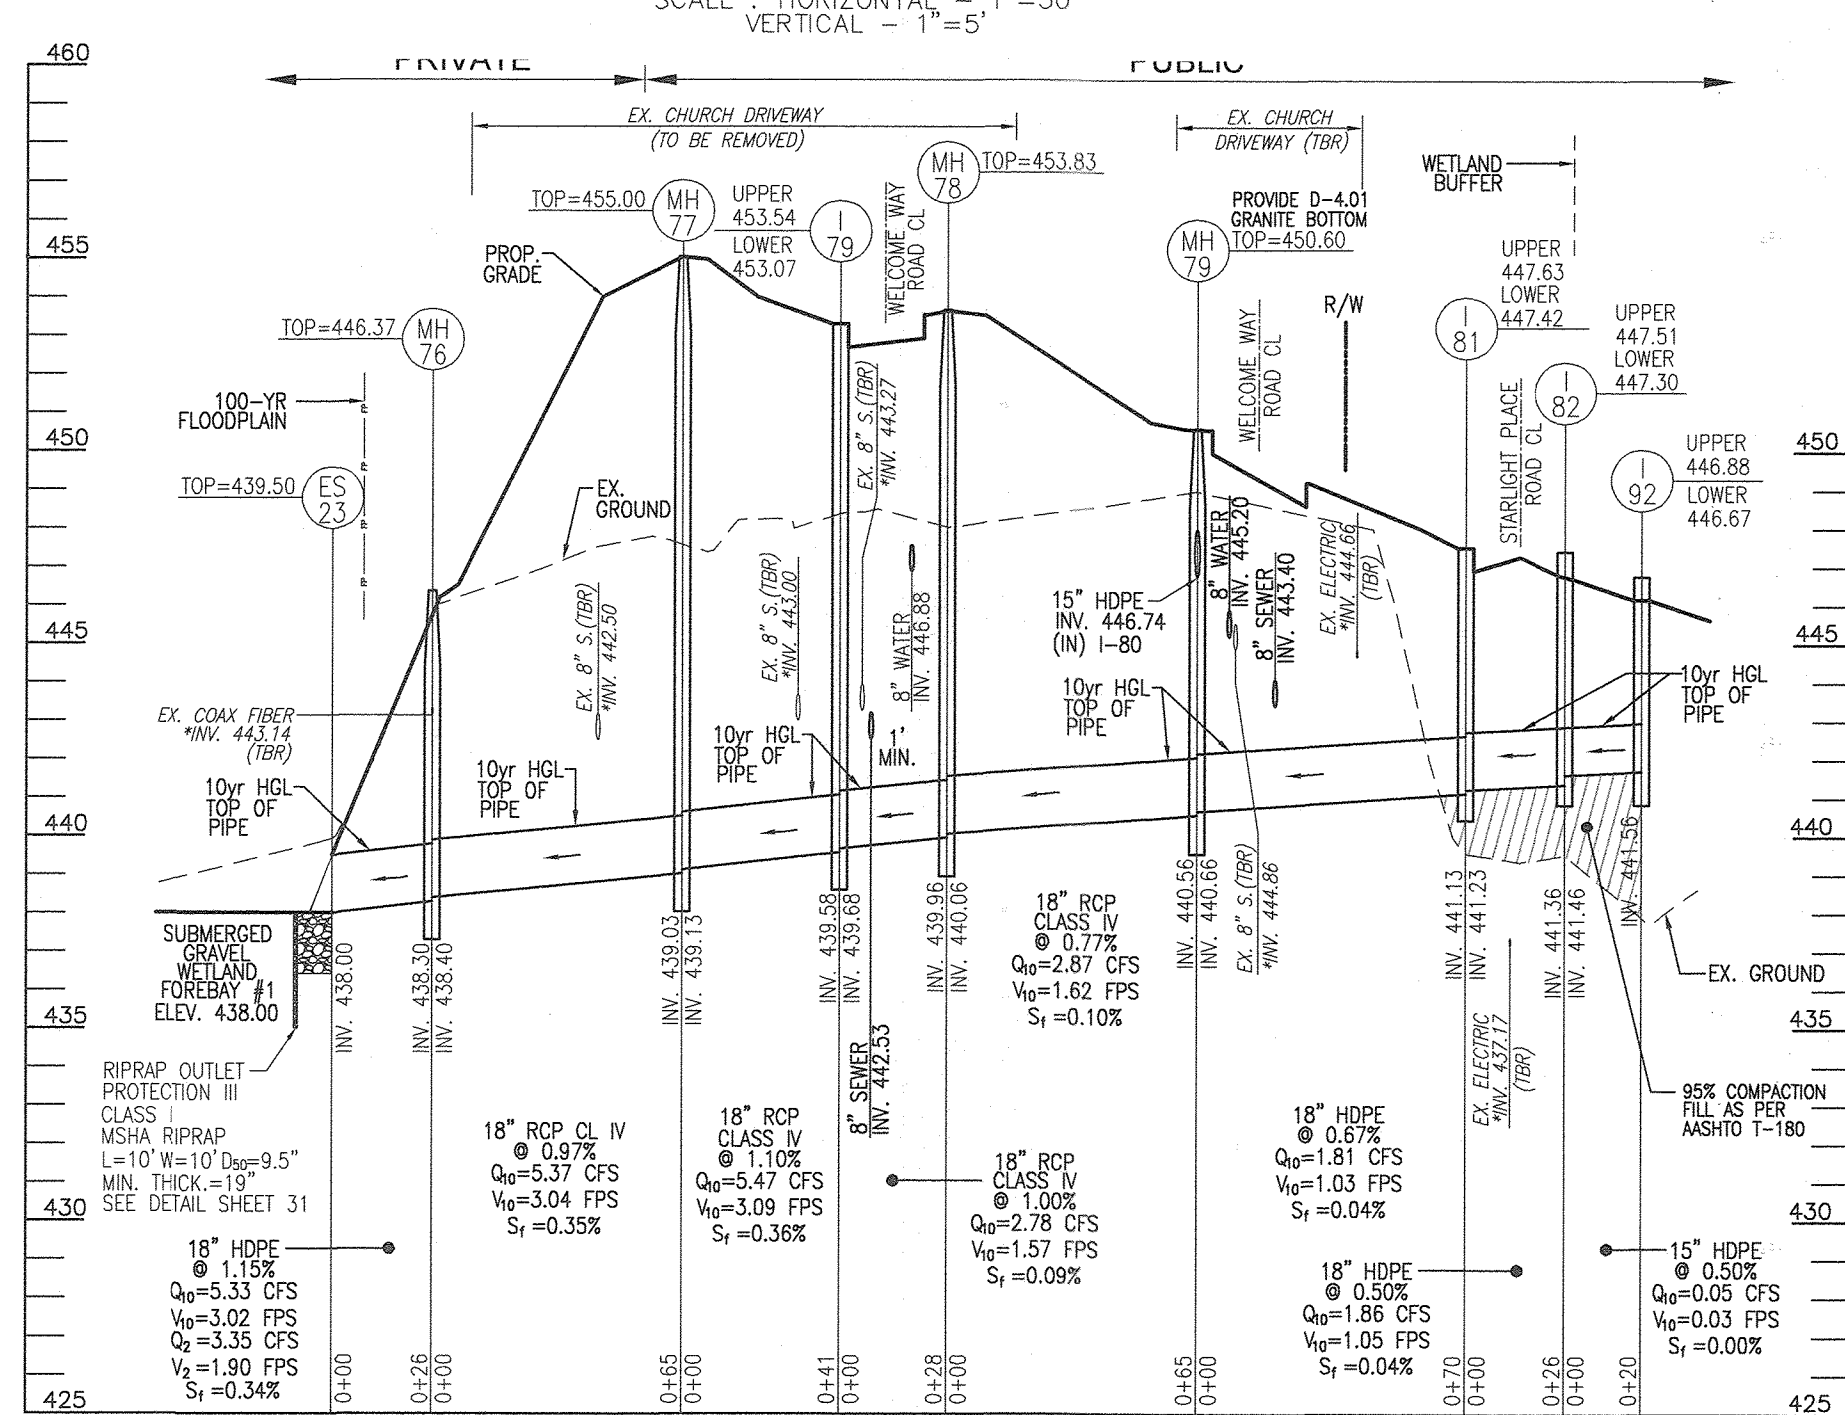 SCALE : HORIZONTAL - 1"=50'
VERTICAL - 1"=5'
PRIVATE
PUBLIC
460
455
450
445
440
435
430
425
450
445
440
435
430
425
EX. CHURCH DRIVEWAY
(TO BE REMOVED)
EX. CHURCH
DRIVEWAY (TBR)
WETLAND
BUFFER
TOP=446.37
MH
76
TOP=455.00
MH
77
UPPER
453.54
LOWER
453.07
I
79
WELCOME WAY
ROAD CL
MH
78
TOP=453.83
PROVIDE D-4.01
GRANITE BOTTOM
TOP=450.60
MH
79
WELCOME WAY
ROAD CL
R/W
UPPER
447.63
LOWER
447.42
I
81
STARLIGHT PLACE
ROAD CL
UPPER
447.51
LOWER
447.30
I
82
UPPER
446.88
LOWER
446.67
I
92
PROP.
GRADE
100-YR
FLOODPLAIN
TOP=439.50
ES
23
EX.
GROUND
EX. 8" S.(TBR)
*INV. 442.50
EX. 8" S.(TBR)
*INV. 443.00
EX. 8" S.(TBR)
*INV. 443.27
8" WATER
INV. 446.88
15" HDPE
INV. 446.74
(IN) I-80
8" WATER
INV. 445.20
8" SEWER
INV. 443.40
EX. ELECTRIC
*INV. 444.66
(TBR)
EX. COAX FIBER
*INV. 443.14
(TBR)
10yr HGL
TOP OF
PIPE
10yr HGL
TOP OF
PIPE
10yr HGL
TOP OF
PIPE
1'
MIN.
10yr HGL
TOP OF
PIPE
10yr HGL
TOP OF
PIPE
SUBMERGED
GRAVEL
WETLAND
FOREBAY #1
ELEV. 438.00
INV. 438.00
INV. 438.30
INV. 438.40
INV. 439.03
INV. 439.13
INV. 439.58
INV. 439.68
INV. 439.96
INV. 440.06
INV. 440.56
INV. 440.66
INV. 441.13
INV. 441.23
INV. 441.36
INV. 441.46
INV. 441.56
EX. 8" S.(TBR)
*INV. 444.86
8" SEWER
INV. 442.53
EX. ELECTRIC
*INV. 437.17
(TBR)
EX. GROUND
95% COMPACTION
FILL AS PER
AASHTO T-180
RIPRAP OUTLET
PROTECTION III
CLASS I
MSHA RIPRAP
L=10' W=10' D50=9.5"
MIN. THICK.=19"
SEE DETAIL SHEET 31
18" HDPE
@ 1.15%
Q10=5.33 CFS
V10=3.02 FPS
Q2=3.35 CFS
V2=1.90 FPS
Sf=0.34%
18" RCP CL IV
@ 0.97%
Q10=5.37 CFS
V10=3.04 FPS
Sf=0.35%
18" RCP
CLASS IV
@ 1.10%
Q10=5.47 CFS
V10=3.09 FPS
Sf=0.36%
18" RCP
CLASS IV
@ 1.00%
Q10=2.78 CFS
V10=1.57 FPS
Sf=0.09%
18" RCP
CLASS IV
@ 0.77%
Q10=2.87 CFS
V10=1.62 FPS
Sf=0.10%
18" HDPE
@ 0.67%
Q10=1.81 CFS
V10=1.03 FPS
Sf=0.04%
18" HDPE
@ 0.50%
Q10=1.86 CFS
V10=1.05 FPS
Sf=0.04%
15" HDPE
@ 0.50%
Q10=0.05 CFS
V10=0.03 FPS
Sf=0.00%
0+00
0+26
0+00
0+65
0+00
0+41
0+00
0+28
0+00
0+65
0+00
0+70
0+00
0+26
0+00
0+20